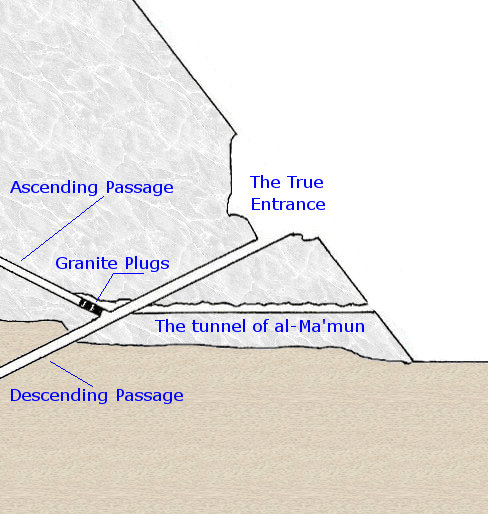 Ascending Passage
The True
Entrance
Granite Plugs
The tunnel of al-Ma'mun
Descending Passage